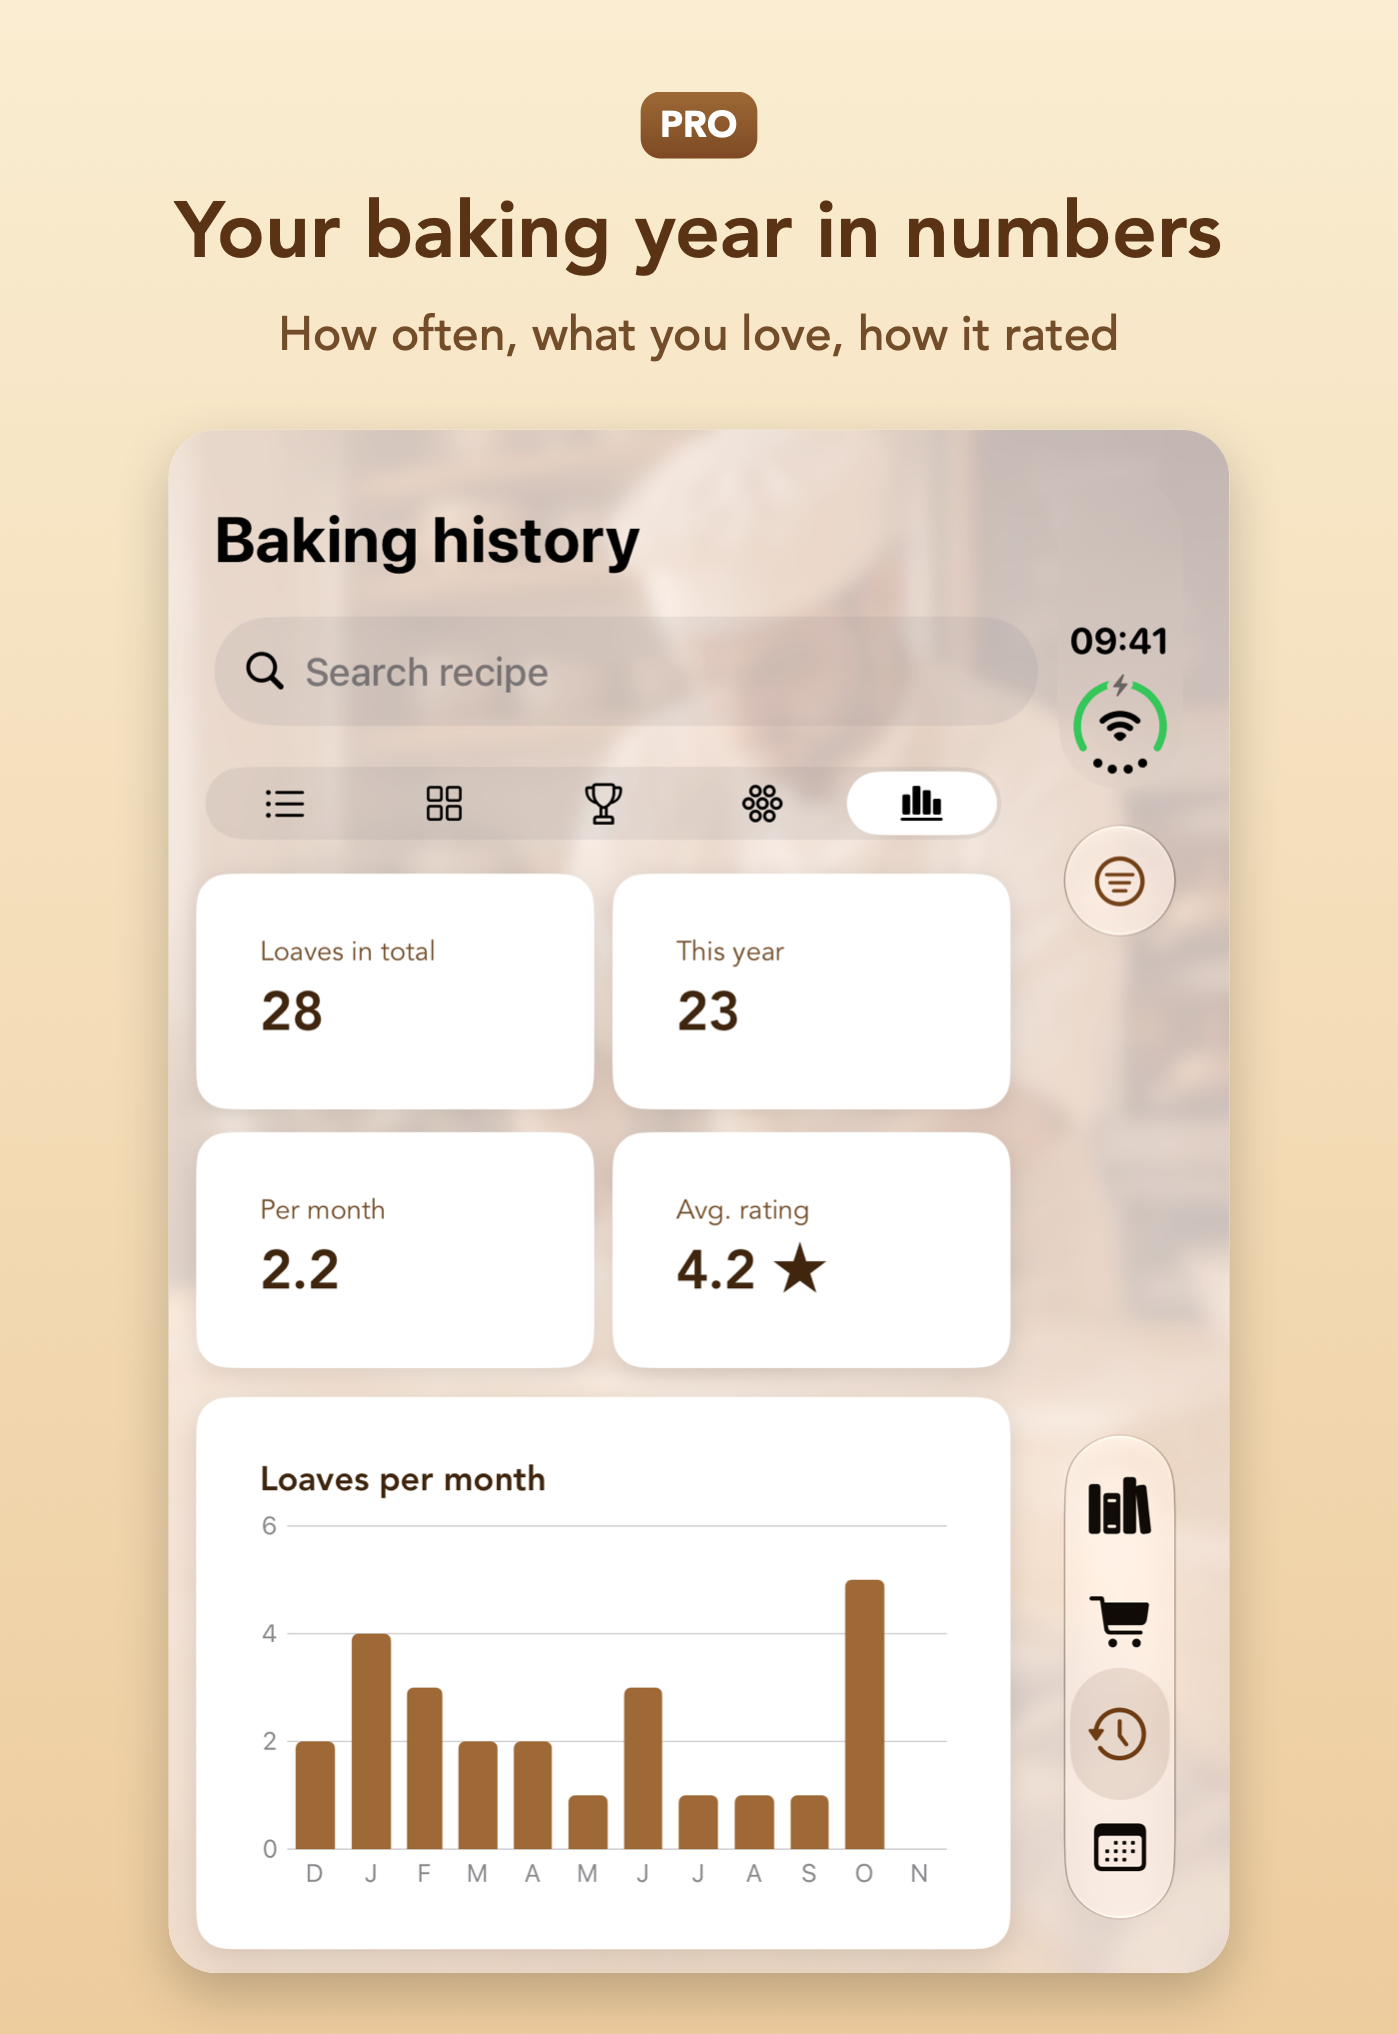 PRO
Your baking year in numbers
How often, what you love, how it rated
Baking history
Search recipe
09:41
Loaves in total
28
This year
23
Per month
2.2
Avg. rating
4.2 ★
Loaves per month
6
4
2
0
D J F M A M J J A S O N